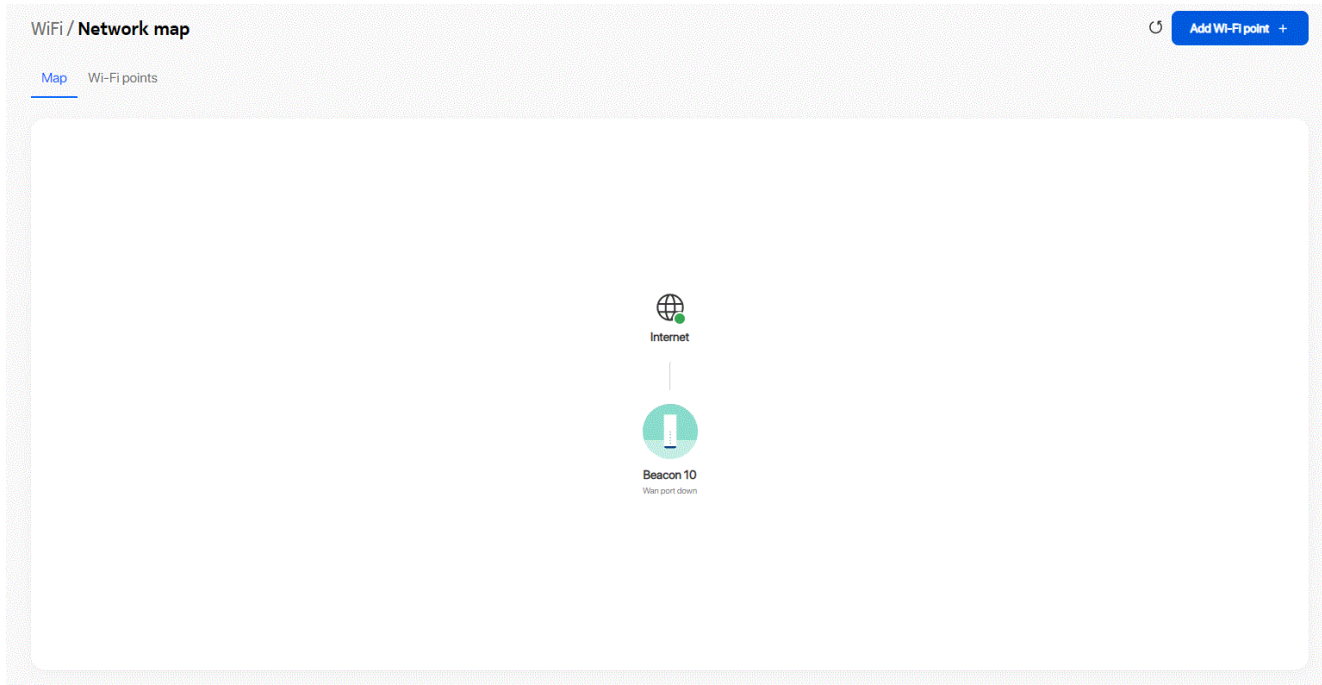 WiFi / Network map
Add Wi-Fi point +
Map
Wi-Fi points
Internet
Beacon 10
Wan port down